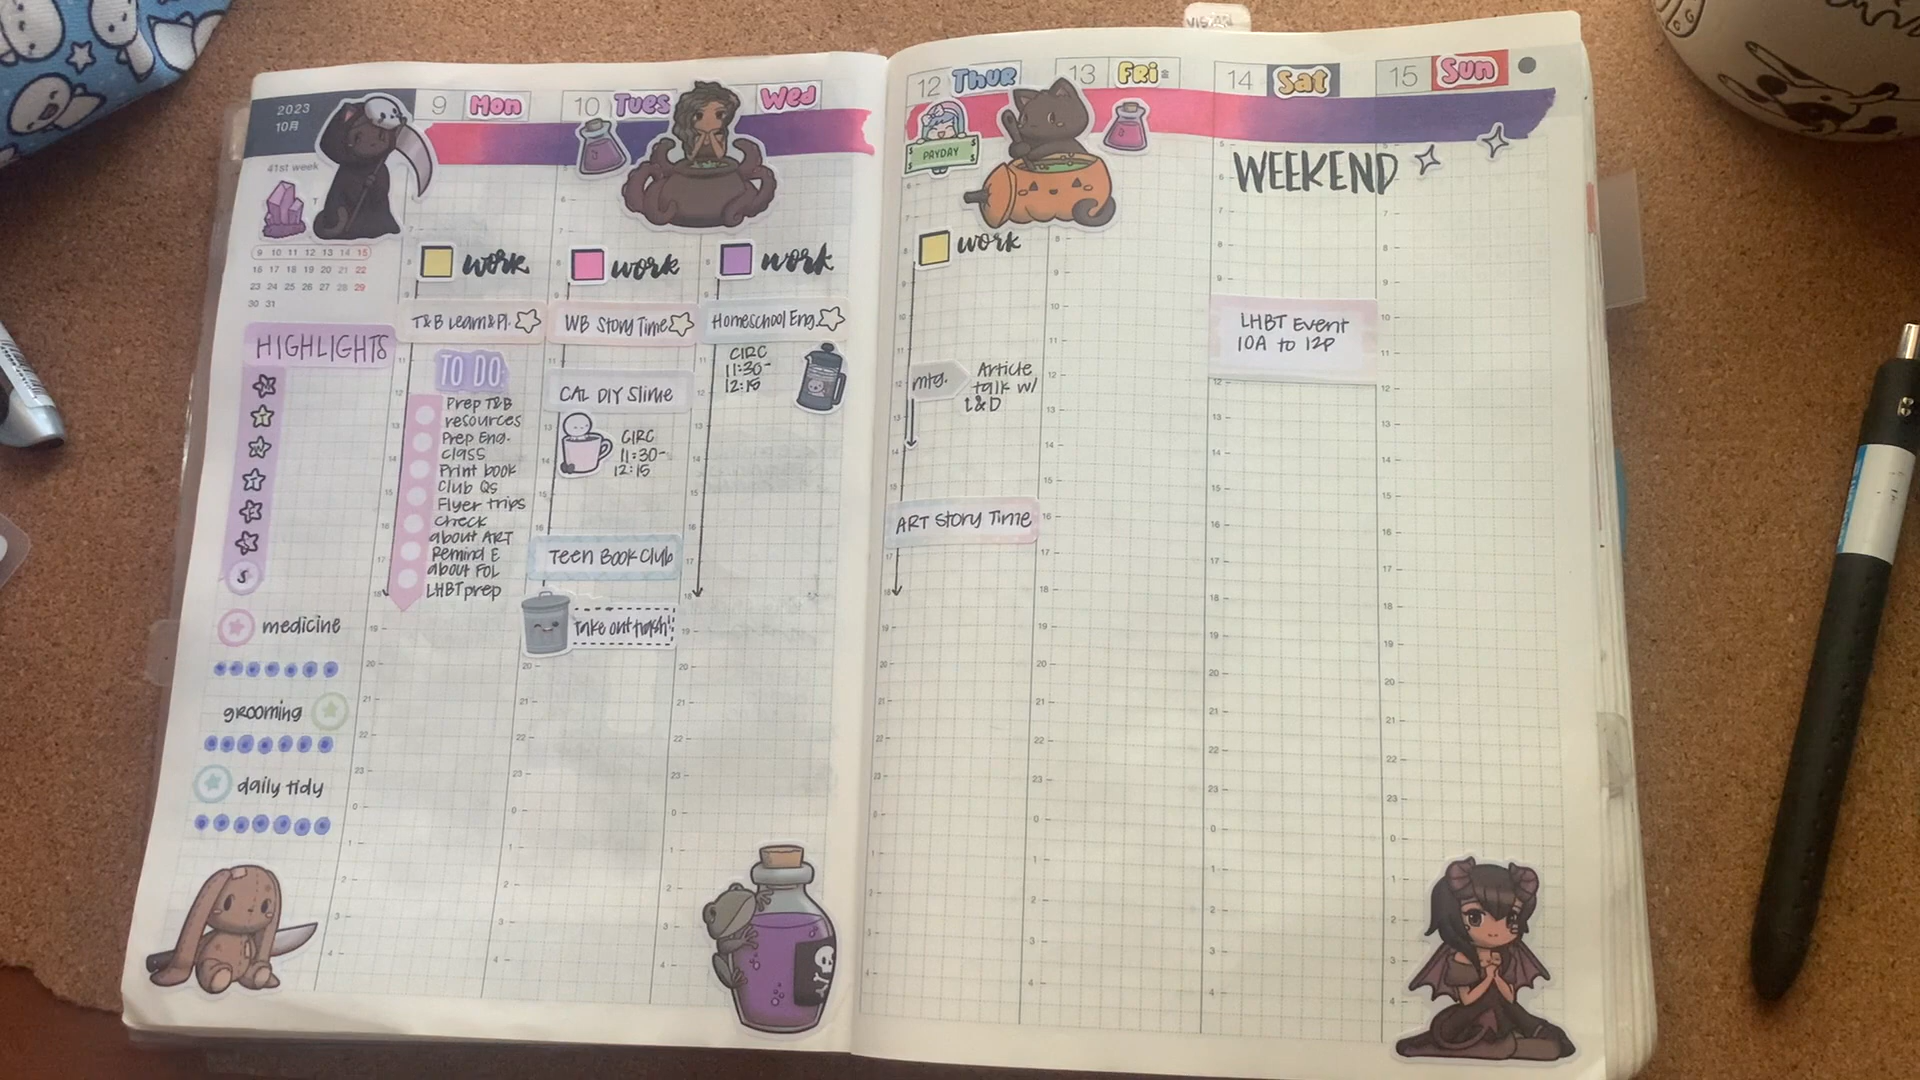 VISION
2023
10月
9 Mon
10 Tues
Wed
12 Thur
13 Fri
14 Sat
15 Sun
41st week
T
9 10 11 12 13 14 15
16 17 18 19 20 21 22
23 24 25 26 27 28 29
30 31
HIGHLIGHTS
M
T
W
T
F
S
S
medicine
grooming
daily tidy
work
T&B Learn&Pl.
TO DO
Prep T&B
resources
Prep Eng.
class
Print book
club Qs
Flyer trips
check
about ART
Remind E
about FOL
LHBT prep
work
WB Story Time
CAL DIY Slime
CIRC
11:30-
12:15
Teen Book Club
Take out trash!
work
Homeschool Eng.
CIRC
11:30-
12:15
PAYDAY
work
mtg.
Article
talk w/
L&D
ART Story Time
WEEKEND
LHBT Event
10A to 12P